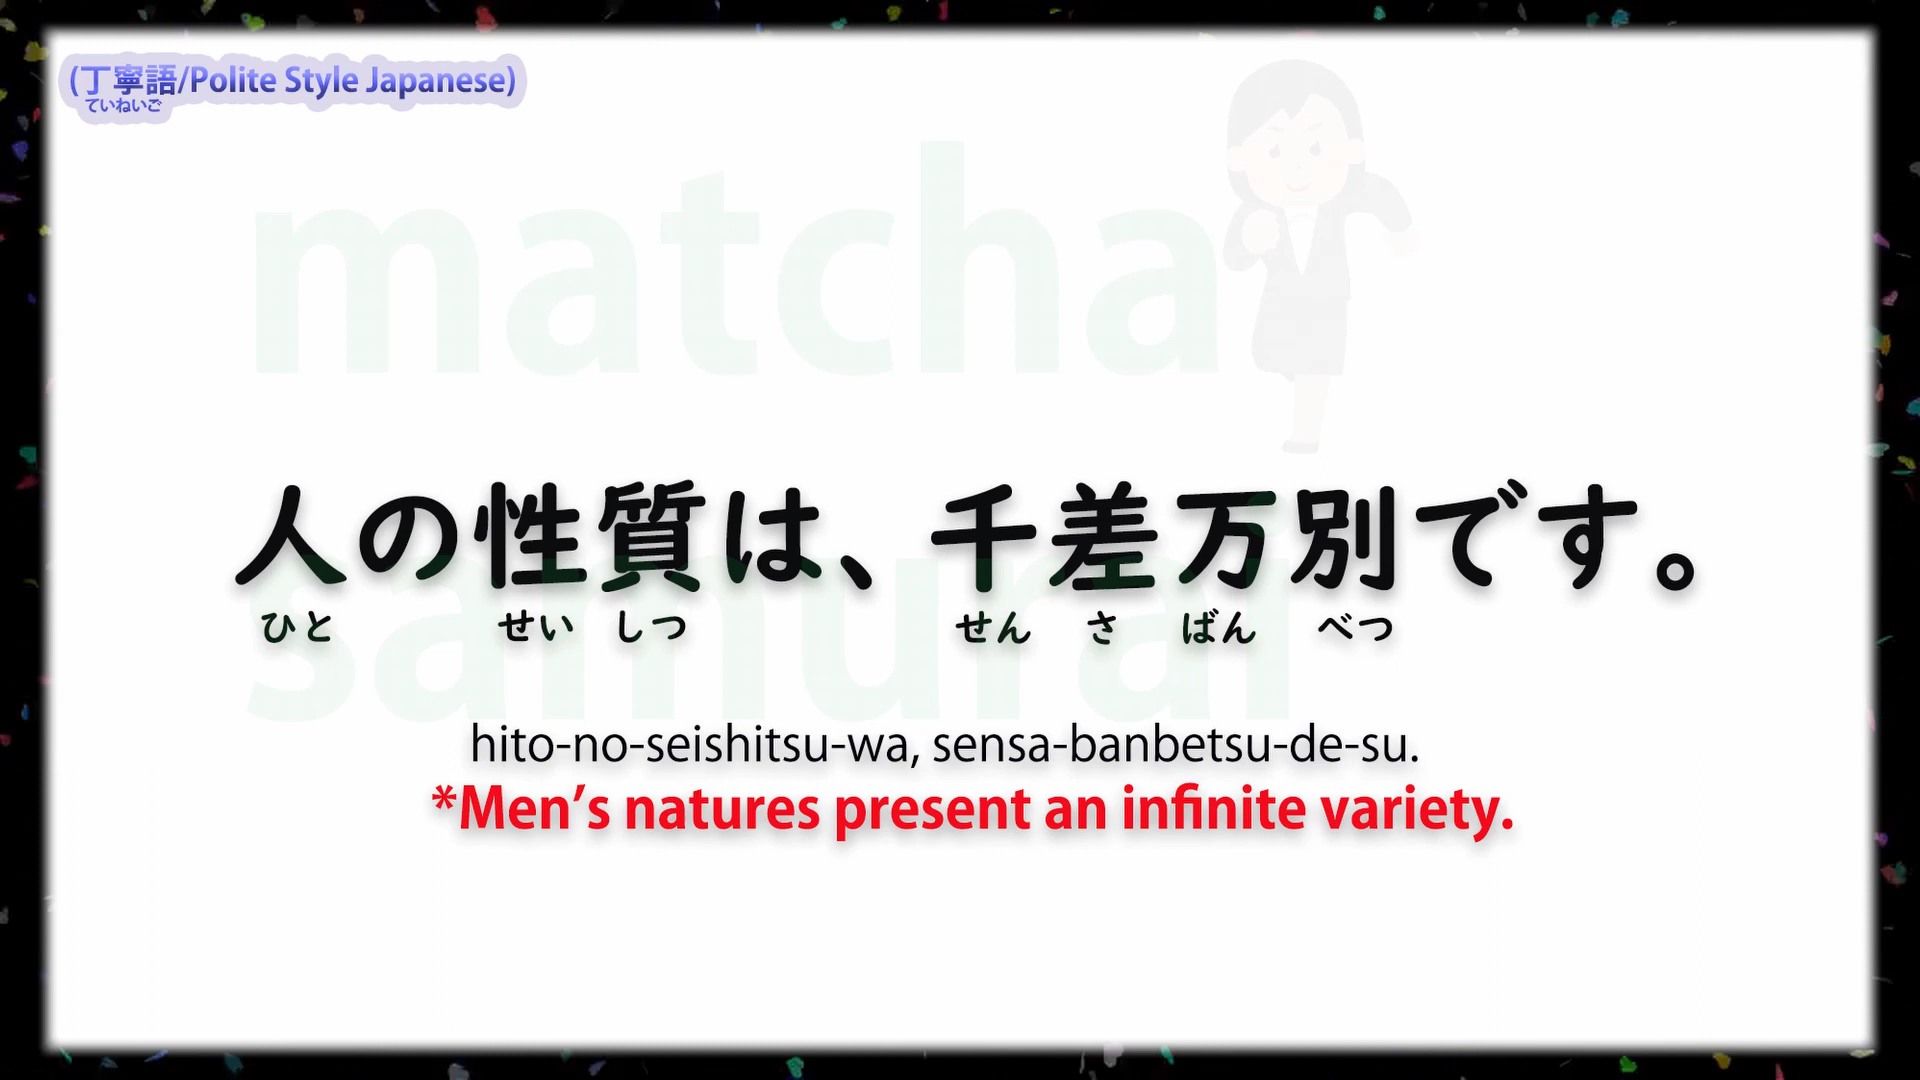 (丁寧語/Polite Style Japanese)
ていねいご
matcha
人の性質は、千差万別です。
ひと せい しつ せん さ ばん べつ
samurai
hito-no-seishitsu-wa, sensa-banbetsu-de-su.
*Men’s natures present an infinite variety.